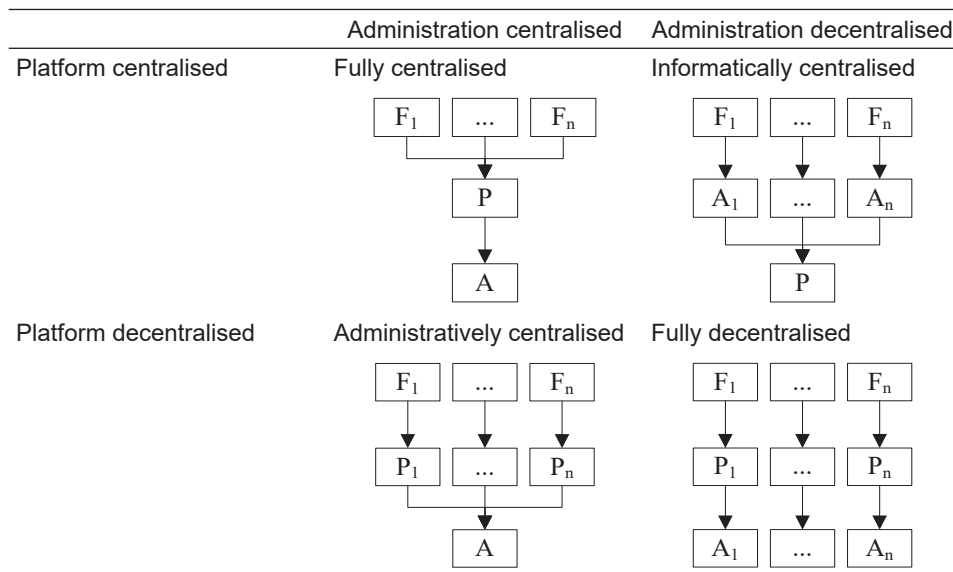 Administration centralised Administration decentralised
Platform centralised Fully centralised Informatically centralised
F1 ... Fn F1 ... Fn
P A1 ... An
A P
Platform decentralised Administratively centralised Fully decentralised
F1 ... Fn F1 ... Fn
P1 ... Pn P1 ... Pn
A A1 ... An